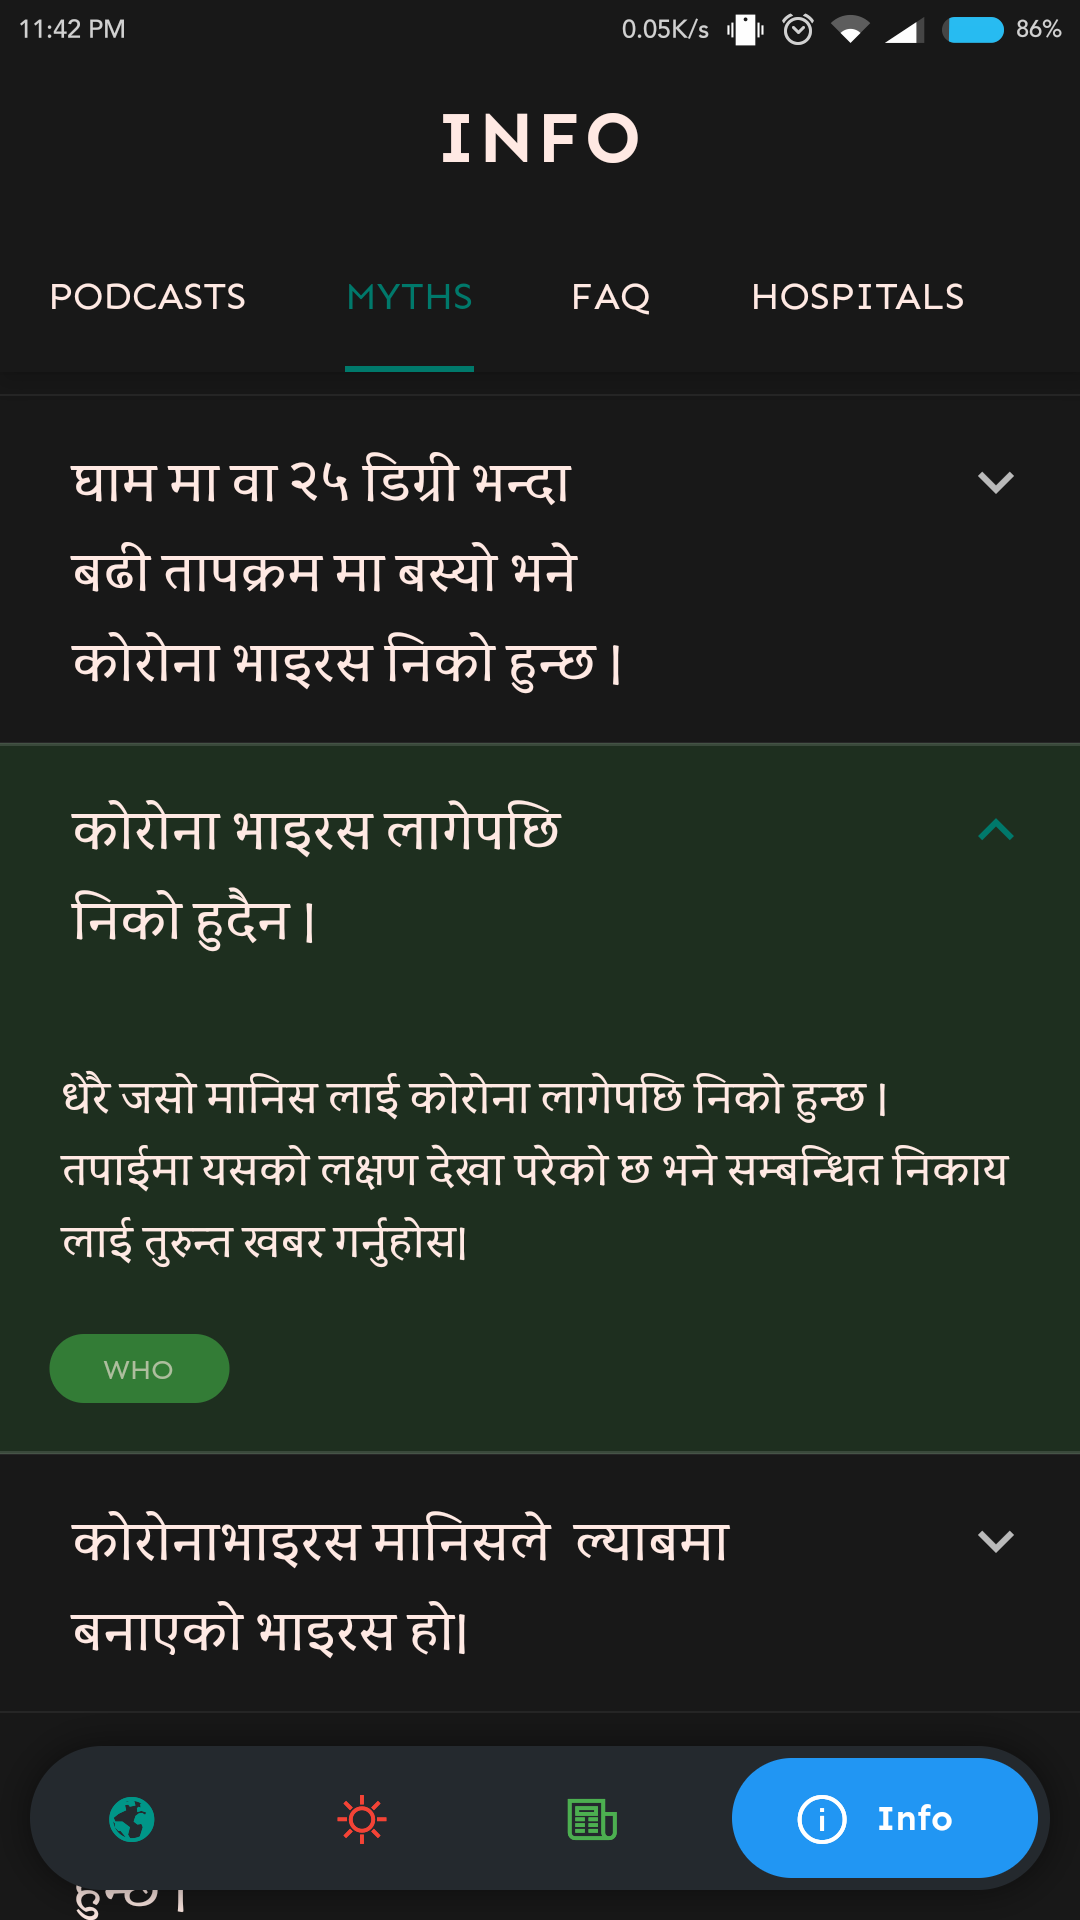 11:42 PM 0.05K/s 86%
INFO
PODCASTS MYTHS FAQ HOSPITALS
घाम मा वा २५ डिग्री भन्दा
बढी तापक्रम मा बस्यो भने
कोरोना भाइरस निको हुन्छ |
कोरोना भाइरस लागेपछि
निको हुदैन |
धेरै जसो मानिस लाई कोरोना लागेपछि निको हुन्छ |
तपाईमा यसको लक्षण देखा परेको छ भने सम्बन्धित निकाय
लाई तुरुन्त खबर गर्नुहोस|
WHO
कोरोनाभाइरस मानिसले ल्याबमा
बनाएको भाइरस हो|
Info
हुन्छ |